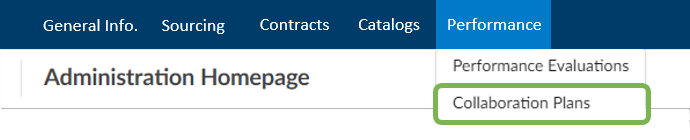 General Info. Sourcing Contracts Catalogs Performance
Administration Homepage
Performance Evaluations
Collaboration Plans